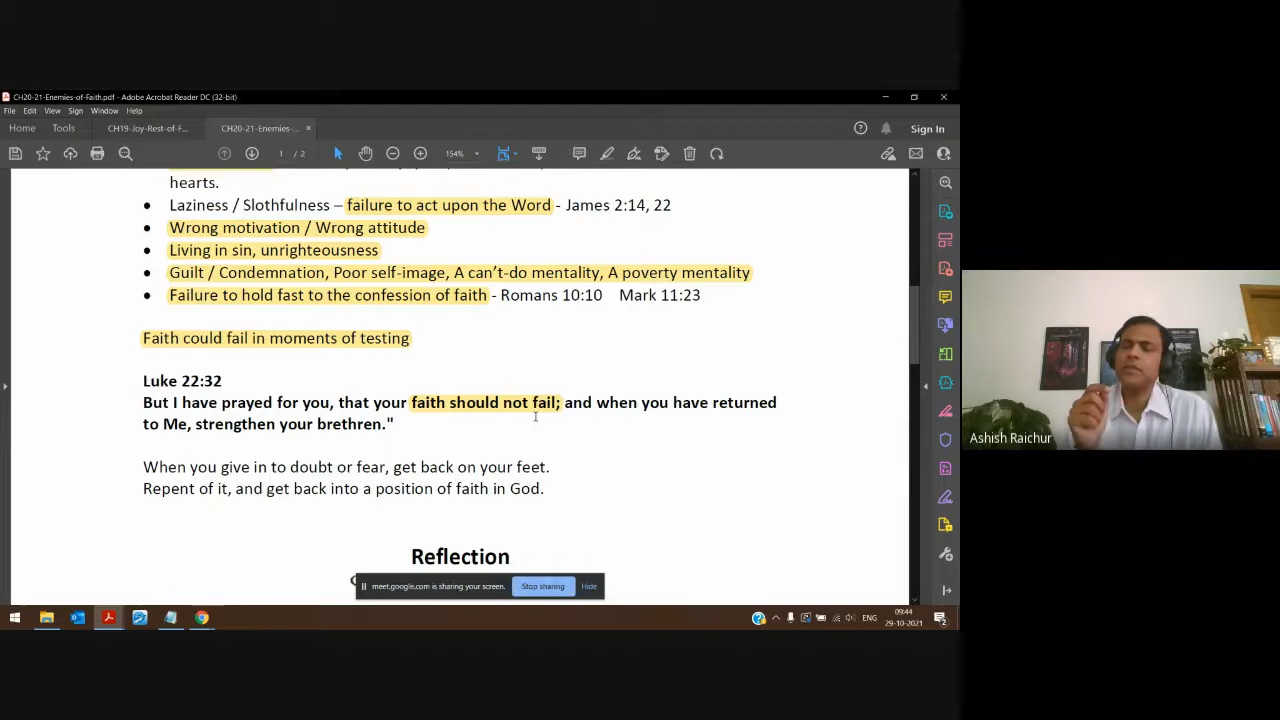 CH20-21-Enemies-of-Faith.pdf - Adobe Acrobat Reader DC (32-bit)
File Edit View Sign Window Help
Home Tools CH19-Joy-Rest-of-F... CH20-21-Enemies-... × Sign In
1 / 2 154%
hearts.
• Laziness / Slothfulness – failure to act upon the Word - James 2:14, 22
• Wrong motivation / Wrong attitude
• Living in sin, unrighteousness
• Guilt / Condemnation, Poor self-image, A can't-do mentality, A poverty mentality
• Failure to hold fast to the confession of faith - Romans 10:10 Mark 11:23
Faith could fail in moments of testing
Luke 22:32
But I have prayed for you, that your faith should not fail; and when you have returned
to Me, strengthen your brethren."
When you give in to doubt or fear, get back on your feet.
Repent of it, and get back into a position of faith in God.
Reflection
meet.google.com is sharing your screen. Stop sharing Hide
ENG 09:44
29-10-2021
2
Ashish Raichur